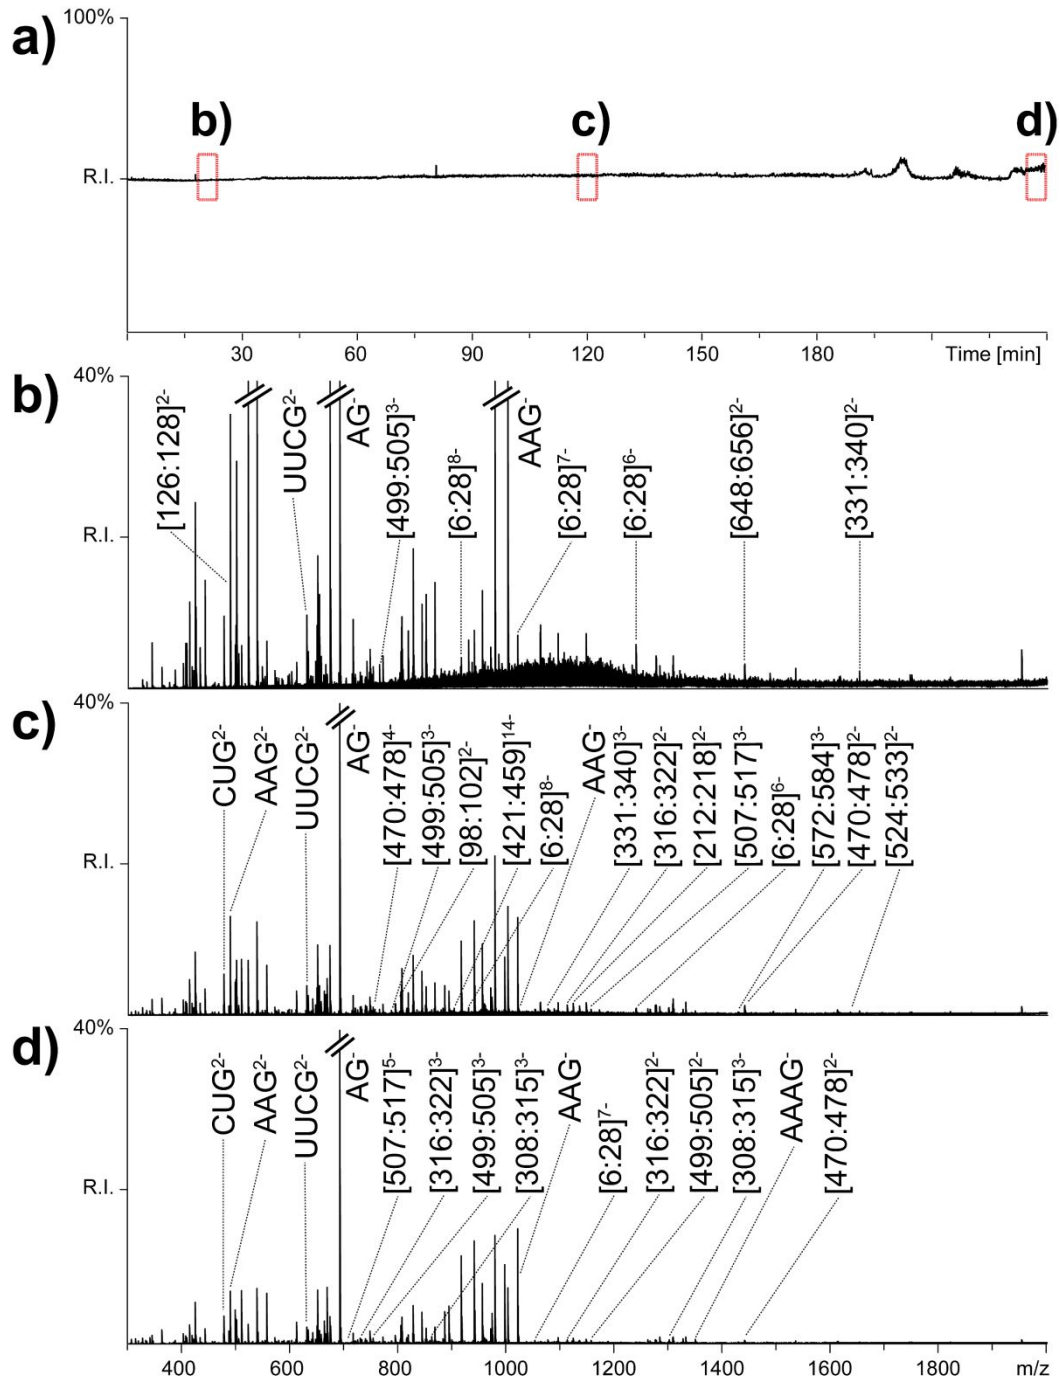 a)
100%
R.I.
b)
c)
d)
30
60
90
120
150
180
Time [min]
b)
40%
R.I.
[126:128]2-
UUCG2-
AG-
[499:505]3-
[6:28]8-
AAG-
[6:28]7-
[6:28]6-
[648:656]2-
[331:340]2-
c)
40%
R.I.
CUG2-
AAG2-
UUCG2-
AG-
[470:478]4-
[499:505]3-
[98:102]2-
[421:459]14-
[6:28]8-
AAG-
[331:340]3-
[316:322]2-
[212:218]2-
[507:517]3-
[6:28]6-
[572:584]3-
[470:478]2-
[524:533]2-
d)
40%
R.I.
CUG2-
AAG2-
UUCG2-
AG-
[507:517]5-
[316:322]3-
[499:505]3-
[308:315]3-
AAG-
[6:28]7-
[316:322]2-
[499:505]2-
[308:315]3-
AAAG-
[470:478]2-
400
600
800
1000
1200
1400
1600
1800
m/z